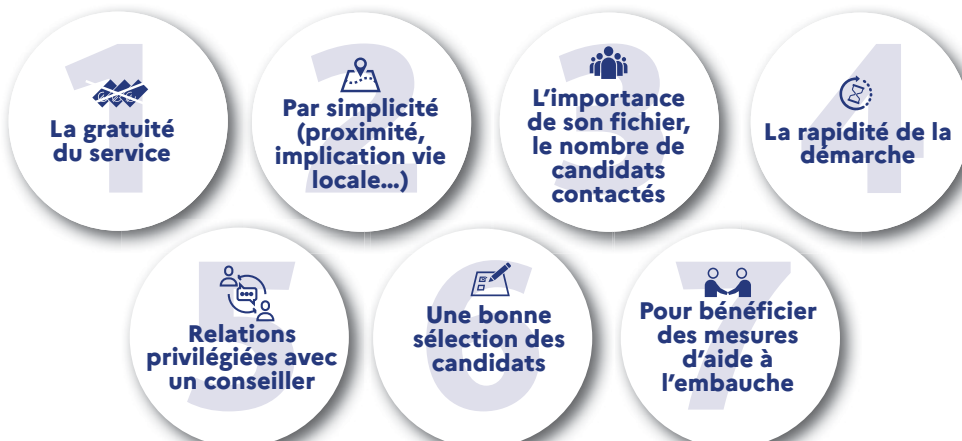 1
La gratuité
du service
2
Par simplicité
(proximité,
implication vie
locale...)
3
L'importance
de son fichier,
le nombre de
candidats
contactés
4
La rapidité de la
démarche
5
Relations
privilégiées avec
un conseiller
6
Une bonne
sélection des
candidats
7
Pour bénéficier
des mesures
d'aide à
l'embauche